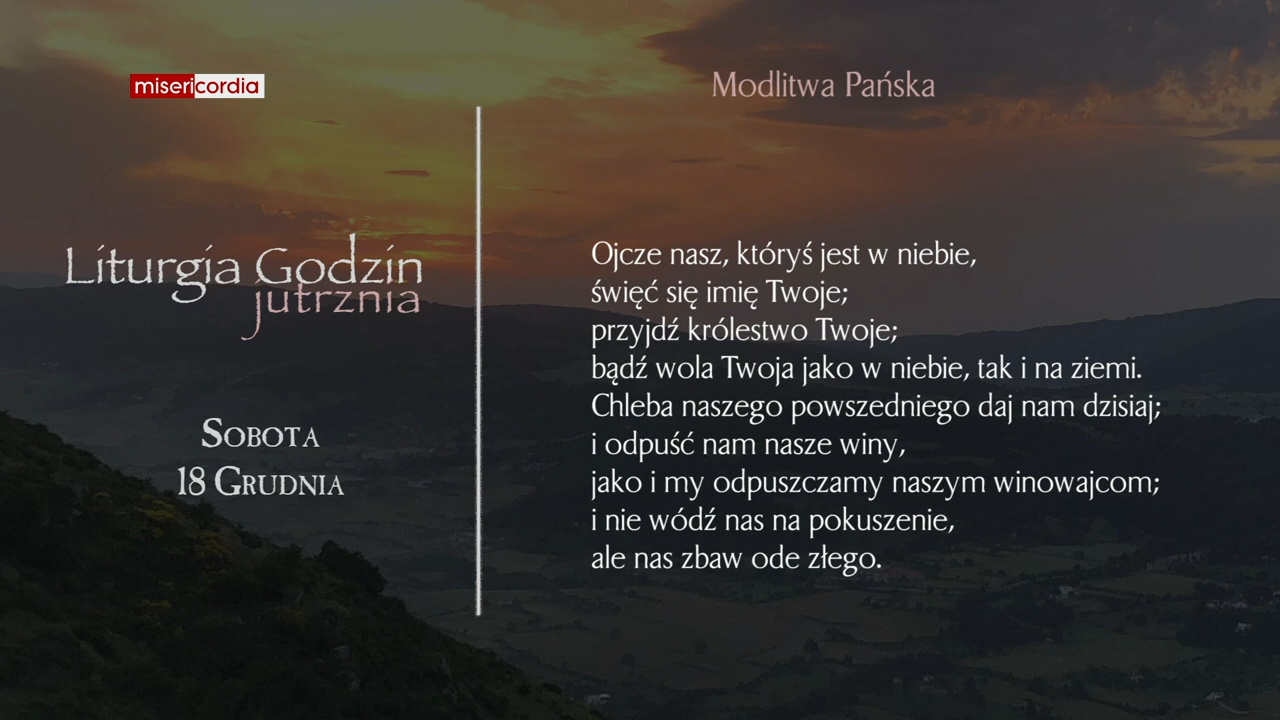 misericordia
Liturgia Godzin
jutrznia
Sobota
18 Grudnia
Modlitwa Pańska
Ojcze nasz, któryś jest w niebie,
święć się imię Twoje;
przyjdź królestwo Twoje;
bądź wola Twoja jako w niebie, tak i na ziemi.
Chleba naszego powszedniego daj nam dzisiaj;
i odpuść nam nasze winy,
jako i my odpuszczamy naszym winowajcom;
i nie wódź nas na pokuszenie,
ale nas zbaw ode złego.